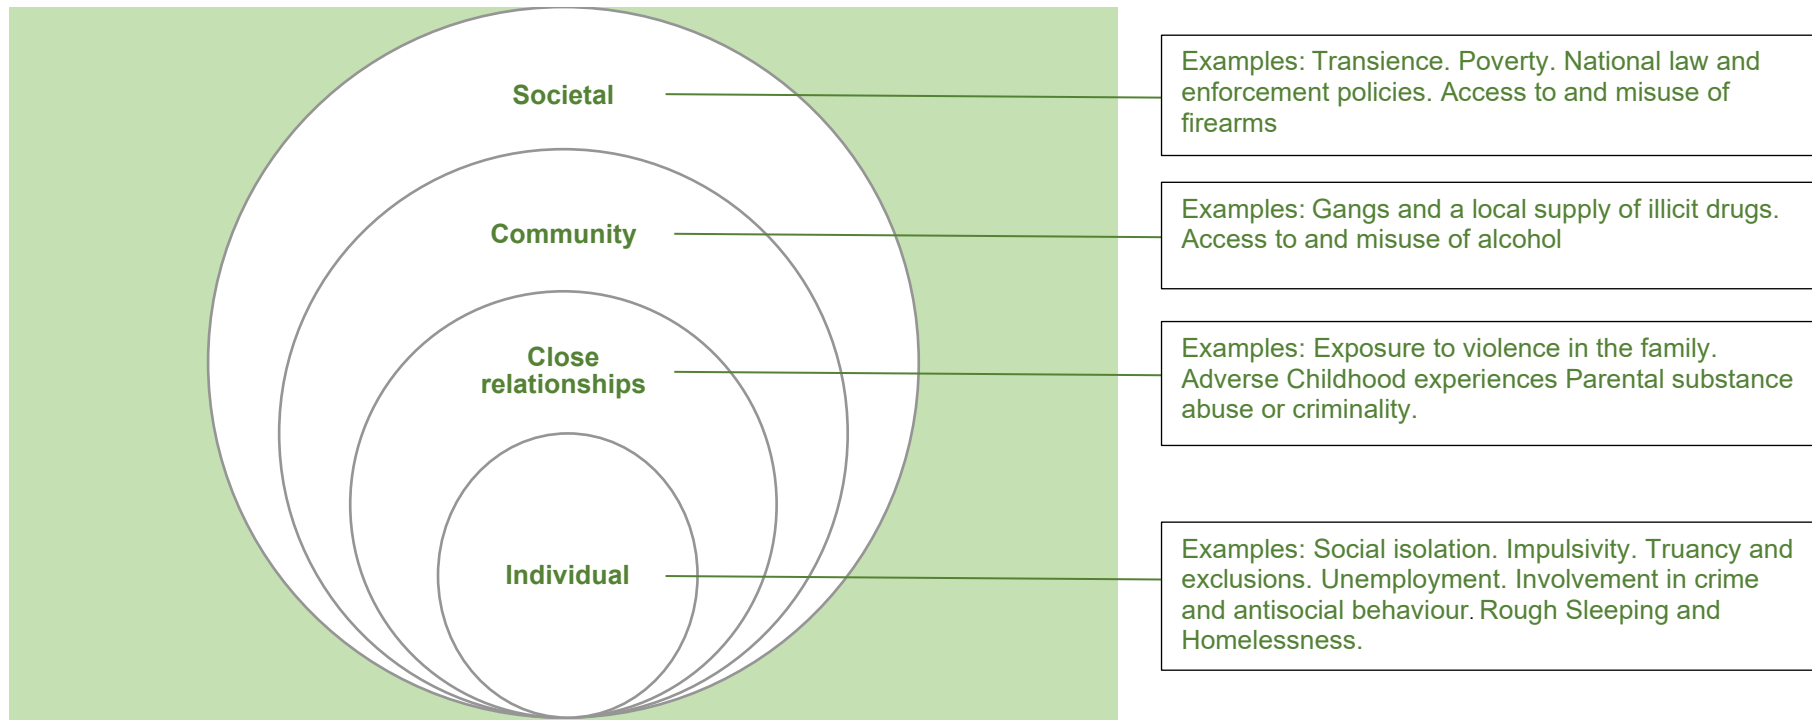 Societal
Examples: Transience. Poverty. National law and
enforcement policies. Access to and misuse of
firearms
Community
Examples: Gangs and a local supply of illicit drugs.
Access to and misuse of alcohol
Close
relationships
Examples: Exposure to violence in the family.
Adverse Childhood experiences Parental substance
abuse or criminality.
Individual
Examples: Social isolation. Impulsivity. Truancy and
exclusions. Unemployment. Involvement in crime
and antisocial behaviour. Rough Sleeping and
Homelessness.